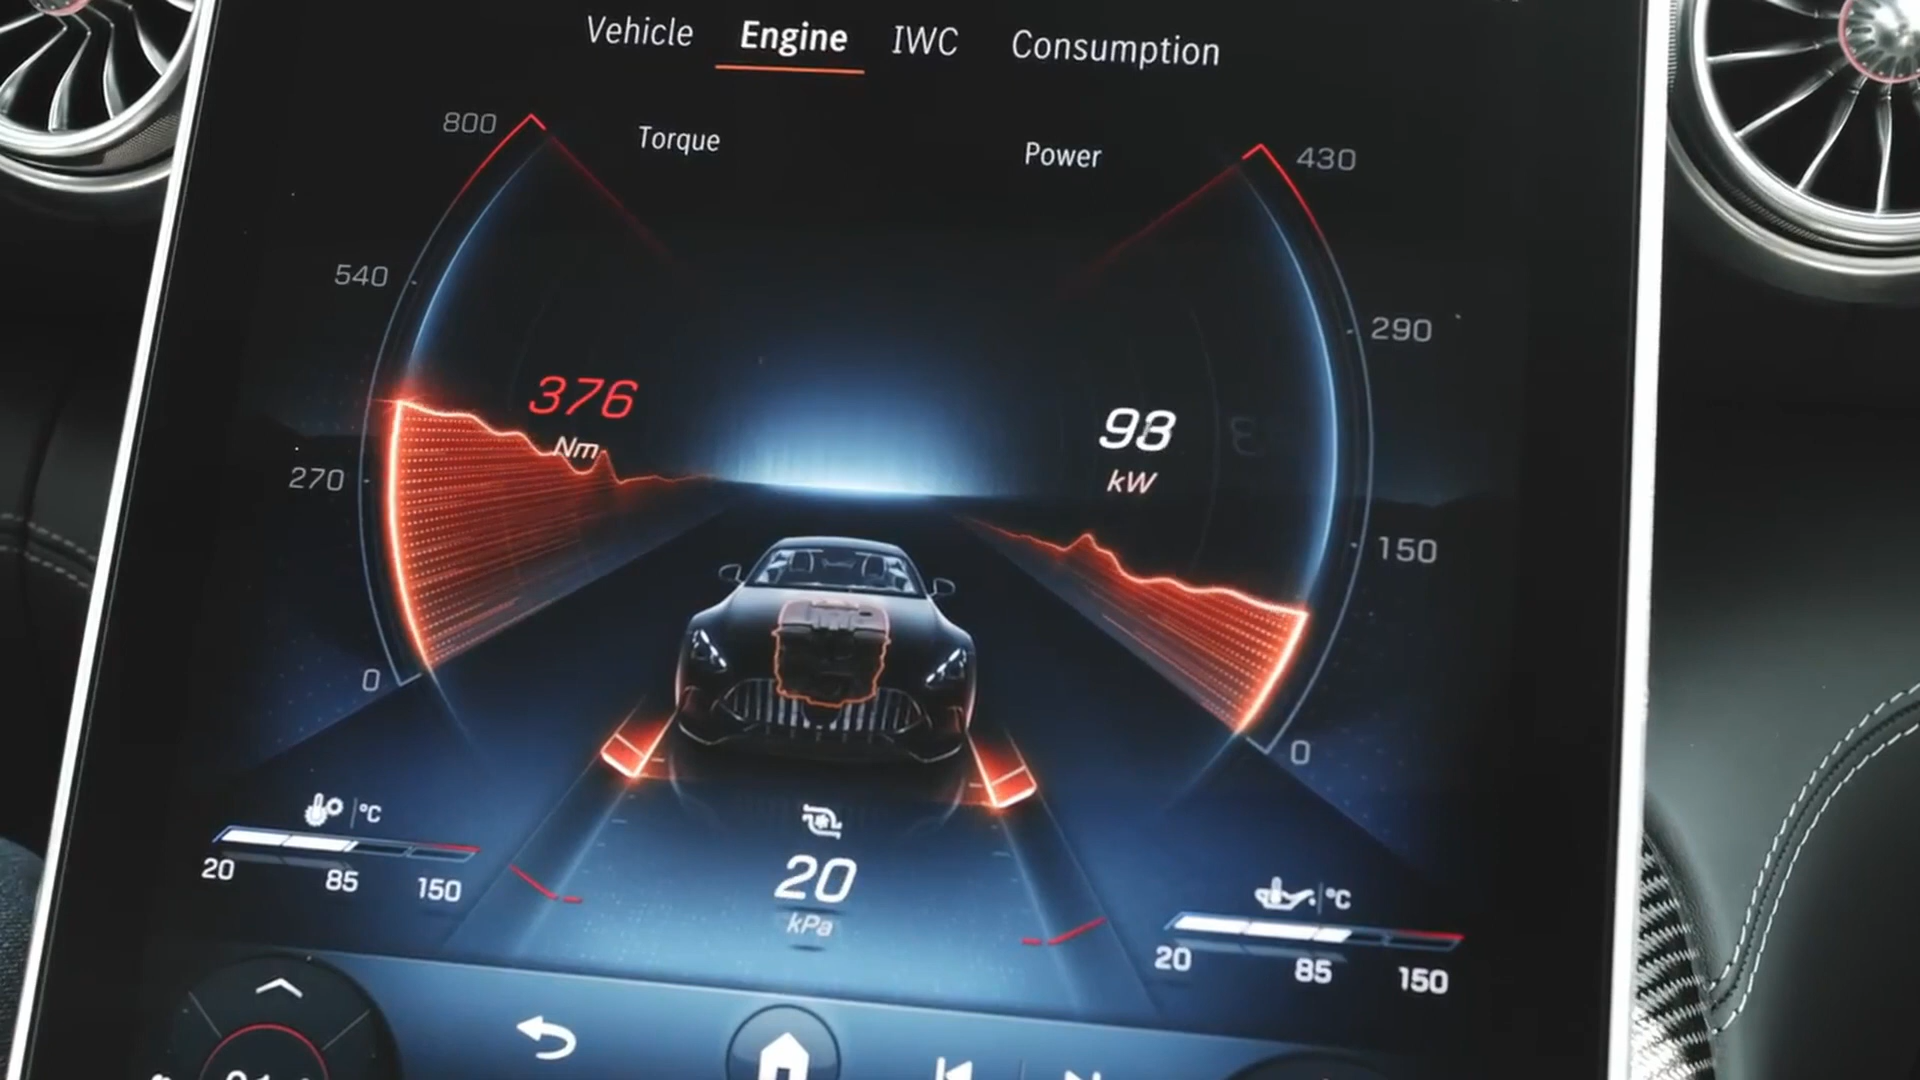 Vehicle Engine IWC Consumption
Torque Power
800 430
540 290
376 98
Nm kW
270 150
0 0
°C
20 85 150
20
kPa
°C
20 85 150